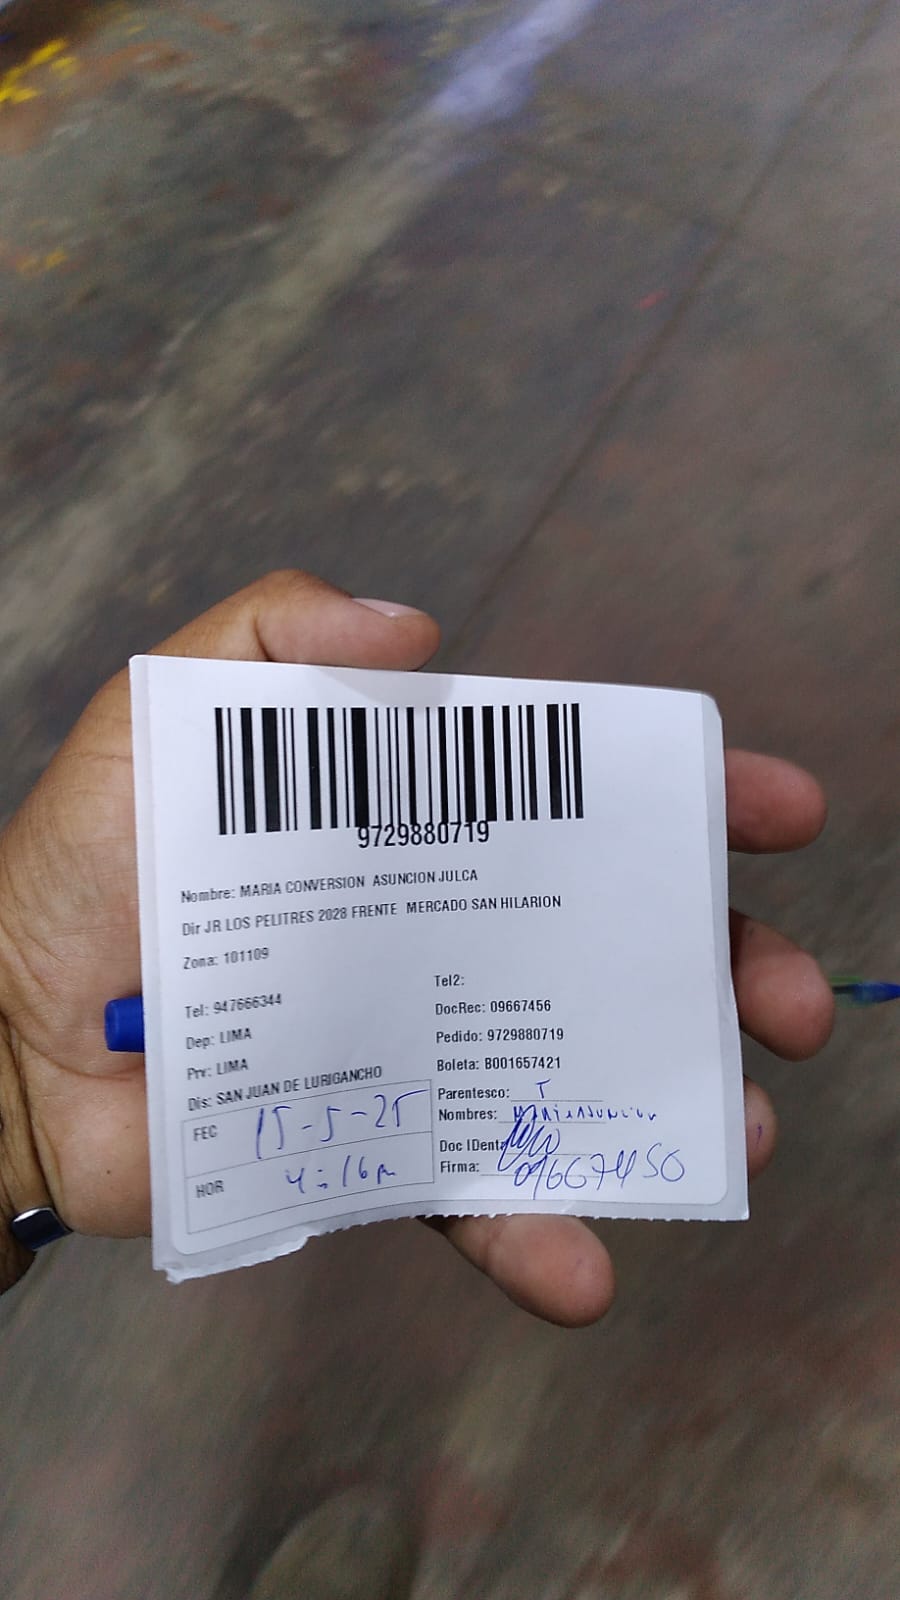 9729880719
Nombre: MARIA CONVERSION ASUNCION JULCA
Dir JR LOS PELITRES 2028 FRENTE MERCADO SAN HILARION
Zona: 101109
Tel: 947666344
Tel2:
Dep: LIMA
DocRec: 09667456
Prv: LIMA
Pedido: 9729880719
Dis: SAN JUAN DE LURIGANCHO
Boleta: B001657421
FEC 15-5-25
Parentesco: T
Nombres:
HOR 4:16 pm
Doc IDent
Firma: